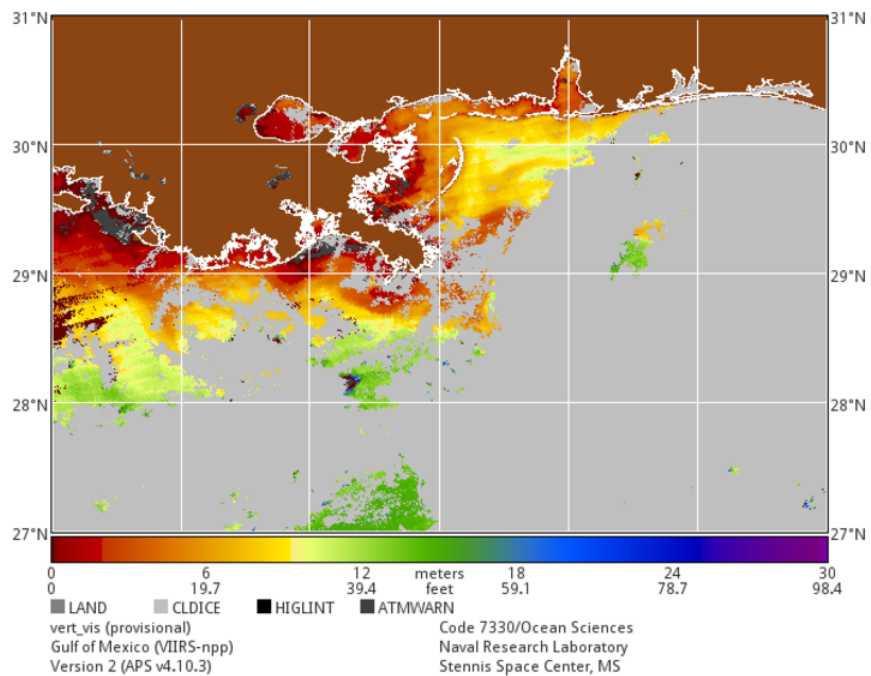 31°N 31°N
30°N 30°N
29°N 29°N
28°N 28°N
27°N 27°N
0 6 12 meters 18 24 30
0 19.7 39.4 feet 59.1 78.7 98.4
LAND CLDICE HIGLINT ATMWARN
vert_vis (provisional) Code 7330/Ocean Sciences
Gulf of Mexico (VIIRS-npp) Naval Research Laboratory
Version 2 (APS v4.10.3) Stennis Space Center, MS